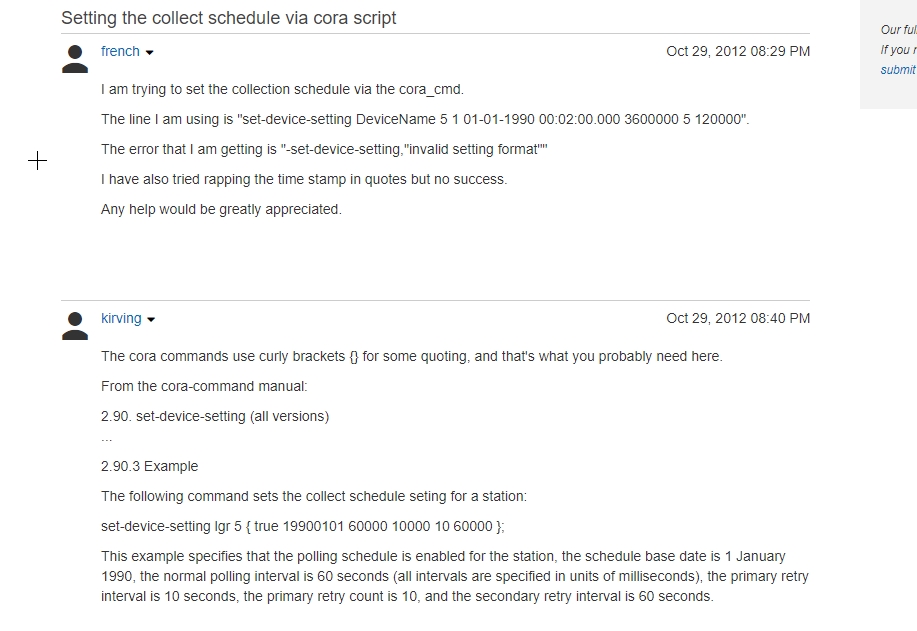 Setting the collect schedule via cora script
french
Oct 29, 2012 08:29 PM
Our ful
If you r
submit
I am trying to set the collection schedule via the cora_cmd.
The line I am using is "set-device-setting DeviceName 5 1 01-01-1990 00:02:00.000 3600000 5 120000".
The error that I am getting is "-set-device-setting,"invalid setting format""
I have also tried rapping the time stamp in quotes but no success.
Any help would be greatly appreciated.
kirving
Oct 29, 2012 08:40 PM
The cora commands use curly brackets {} for some quoting, and that's what you probably need here.
From the cora-command manual:
2.90. set-device-setting (all versions)
...
2.90.3 Example
The following command sets the collect schedule seting for a station:
set-device-setting lgr 5 { true 19900101 60000 10000 10 60000 };
This example specifies that the polling schedule is enabled for the station, the schedule base date is 1 January
1990, the normal polling interval is 60 seconds (all intervals are specified in units of milliseconds), the primary retry
interval is 10 seconds, the primary retry count is 10, and the secondary retry interval is 60 seconds.